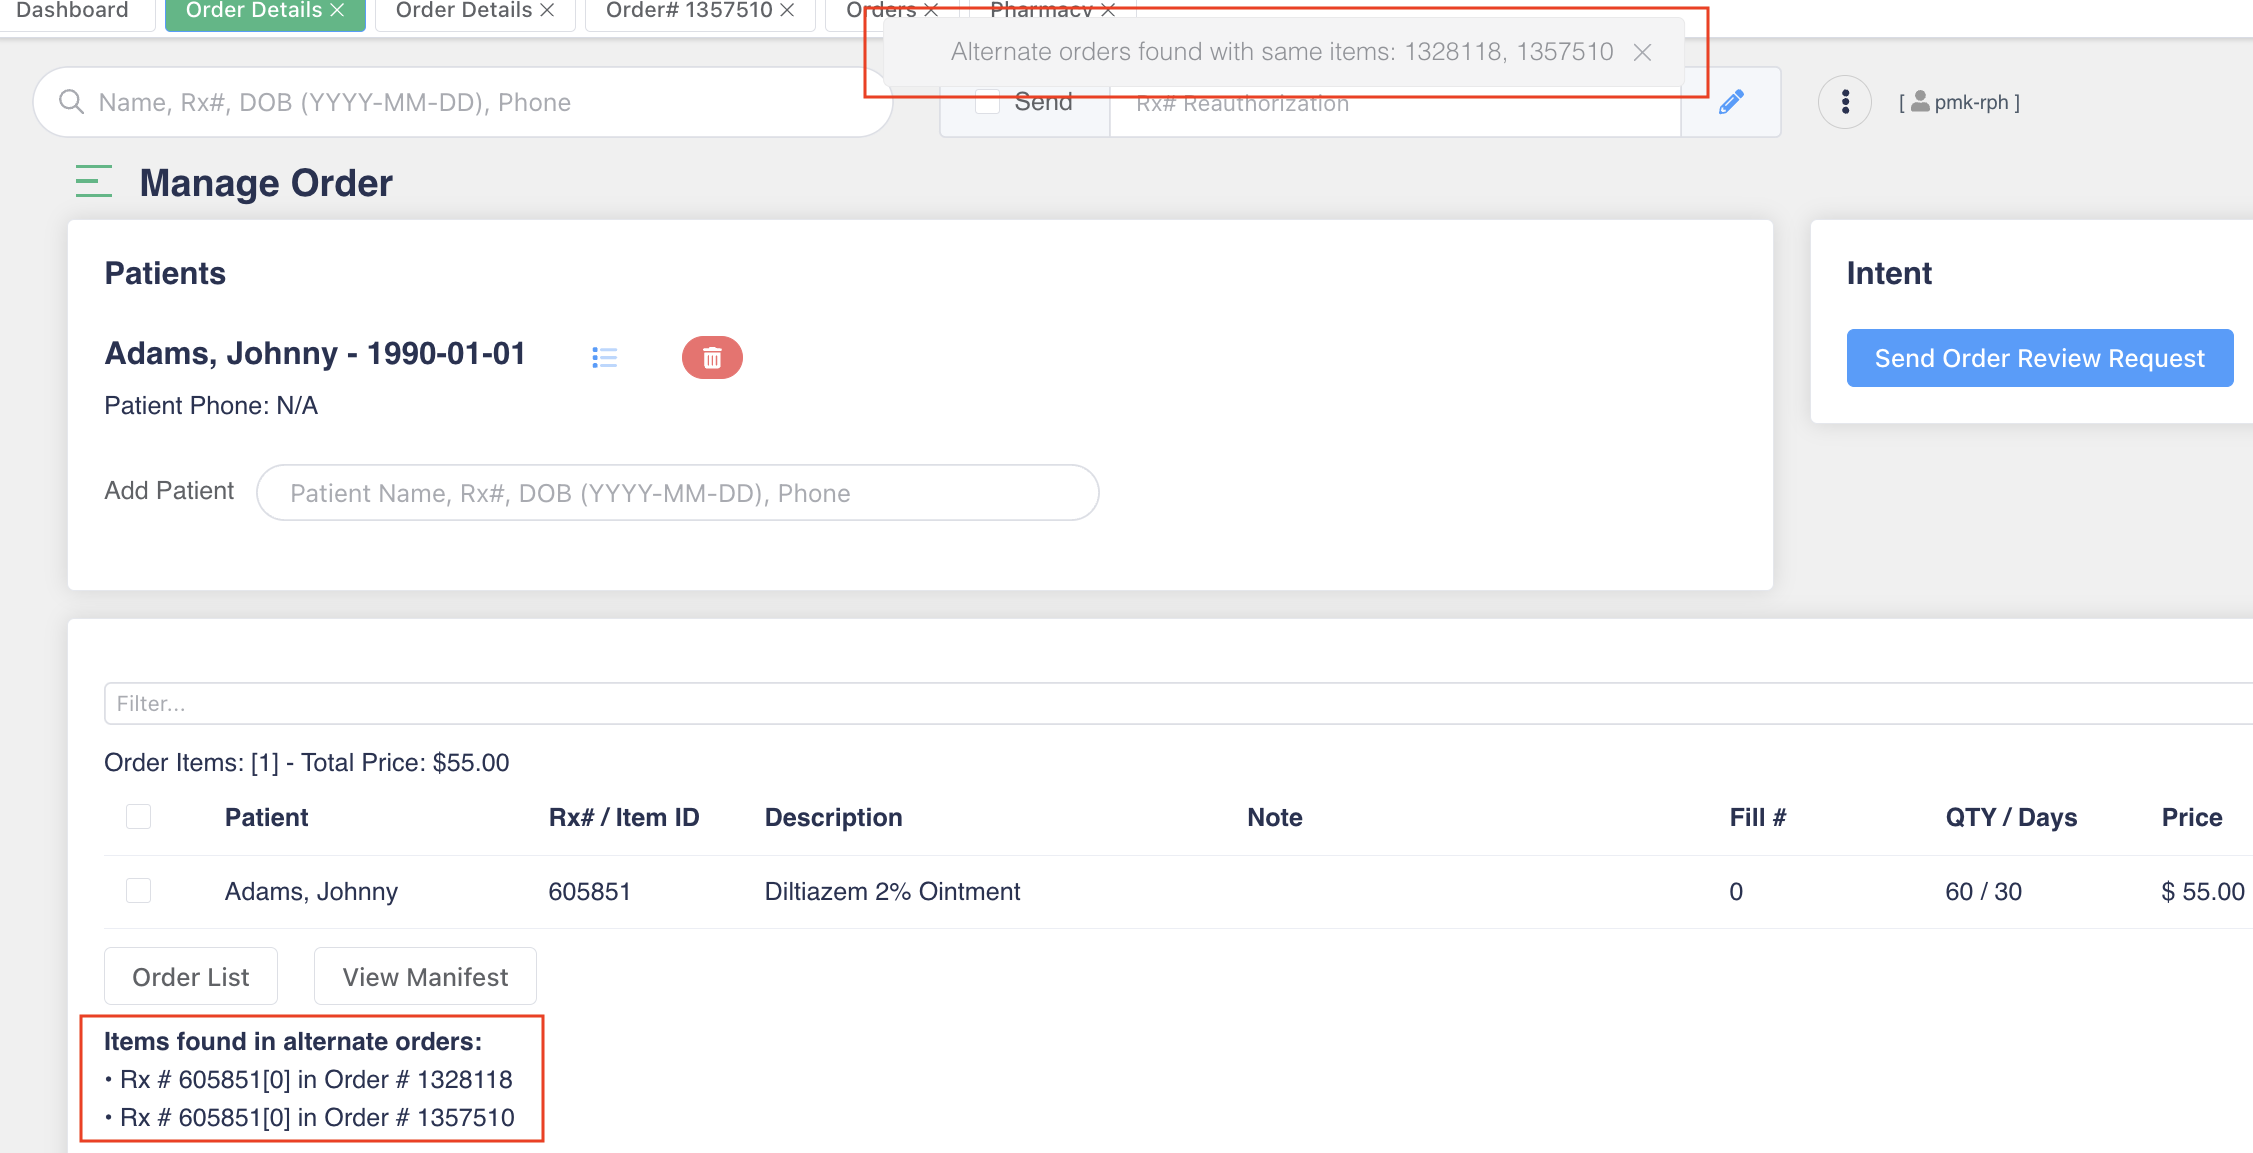 Dashboard
Order Details
Order Details
Order# 1357510
Orders
Pharmacy
Alternate orders found with same items: 1328118, 1357510
Name, Rx#, DOB (YYYY-MM-DD), Phone
Send
Rx# Reauthorization
[ pmk-rph ]
Manage Order
Patients
Intent
Adams, Johnny - 1990-01-01
Send Order Review Request
Patient Phone: N/A
Add Patient
Patient Name, Rx#, DOB (YYYY-MM-DD), Phone
Filter...
Order Items: [1] - Total Price: $55.00
Patient Rx# / Item ID Description Note Fill # QTY / Days Price
Adams, Johnny 605851 Diltiazem 2% Ointment 0 60 / 30 $ 55.00
Order List
View Manifest
Items found in alternate orders:
• Rx # 605851[0] in Order # 1328118
• Rx # 605851[0] in Order # 1357510